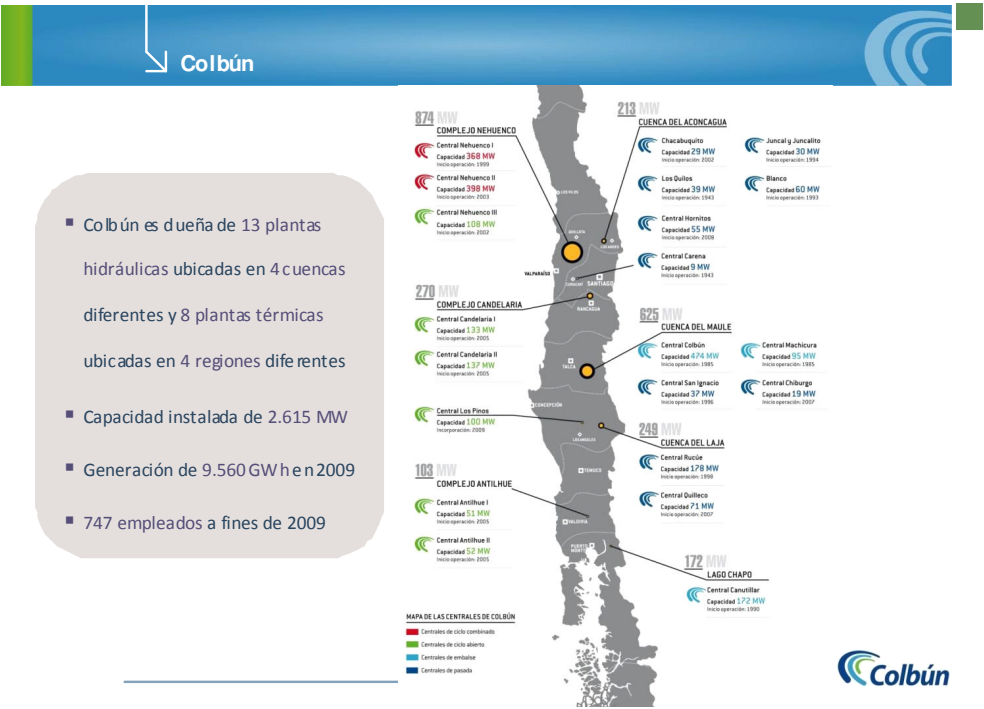 Colbún
▪ Colbún es dueña de 13 plantas
hidráulicas ubicadas en 4 cuencas
diferentes y 8 plantas térmicas
ubicadas en 4 regiones diferentes
▪ Capacidad instalada de 2.615 MW
▪ Generación de 9.560 GWh en 2009
▪ 747 empleados a fines de 2009
874 MW
COMPLEJO NEHUENCO
Central Nehuenco I
Capacidad 368 MW
Inicio operación: 1999
Central Nehuenco II
Capacidad 398 MW
Inicio operación: 2003
Central Nehuenco III
Capacidad 108 MW
Inicio operación: 2002
270 MW
COMPLEJO CANDELARIA
Central Candelaria I
Capacidad 133 MW
Inicio operación: 2005
Central Candelaria II
Capacidad 137 MW
Inicio operación: 2005
Central Los Pinos
Capacidad 100 MW
Incorporación: 2009
103 MW
COMPLEJO ANTILHUE
Central Antilhue I
Capacidad 51 MW
Inicio operación: 2005
Central Antilhue II
Capacidad 52 MW
Inicio operación: 2005
MAPA DE LAS CENTRALES DE COLBÚN
Centrales de ciclo combinado
Centrales de ciclo abierto
Centrales de embalse
Centrales de pasada
LOS VILOS
QUILLOTA
LOS ANDES
VALPARAÍSO
CURACAVÍ
SANTIAGO
RANCAGUA
TALCA
CONCEPCIÓN
LOS ANGELES
TEMUCO
VALDIVIA
PUERTO
MONTT
213 MW
CUENCA DEL ACONCAGUA
Chacabuquito
Capacidad 29 MW
Inicio operación: 2002
Juncal y Juncalito
Capacidad 30 MW
Inicio operación: 1994
Los Quilos
Capacidad 39 MW
Inicio operación: 1943
Blanco
Capacidad 60 MW
Inicio operación: 1993
Central Hornitos
Capacidad 55 MW
Inicio operación: 2008
Central Carena
Capacidad 9 MW
Inicio operación: 1943
625 MW
CUENCA DEL MAULE
Central Colbún
Capacidad 474 MW
Inicio operación: 1985
Central Machicura
Capacidad 95 MW
Inicio operación: 1985
Central San Ignacio
Capacidad 37 MW
Inicio operación: 1996
Central Chiburgo
Capacidad 19 MW
Inicio operación: 2007
249 MW
CUENCA DEL LAJA
Central Rucúe
Capacidad 178 MW
Inicio operación: 1998
Central Quilleco
Capacidad 71 MW
Inicio operación: 2007
172 MW
LAGO CHAPO
Central Canutillar
Capacidad 172 MW
Inicio operación: 1990
Colbún